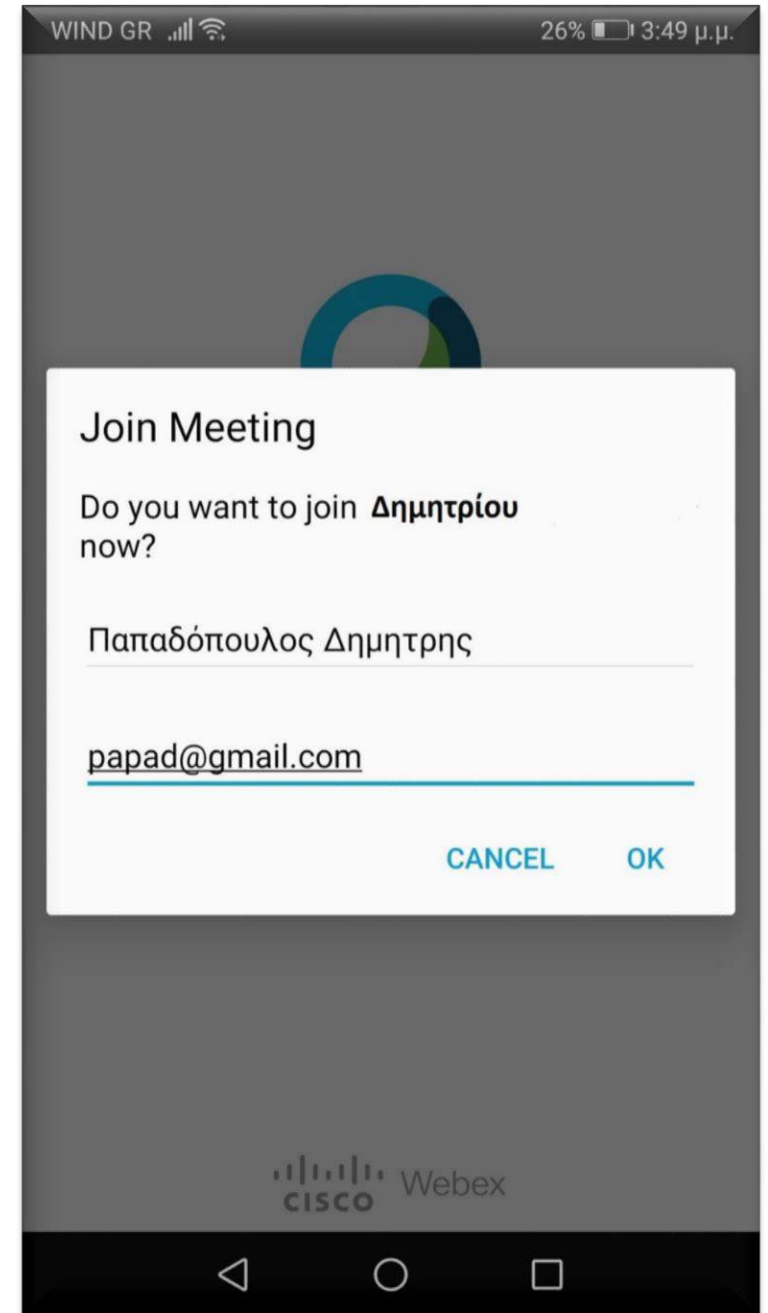 WIND GR 26% 3:49 μ.μ.
Join Meeting
Do you want to join Δημητρίου
now?
Παπαδόπουλος Δημητρης
papad@gmail.com
CANCEL OK
CISCO Webex